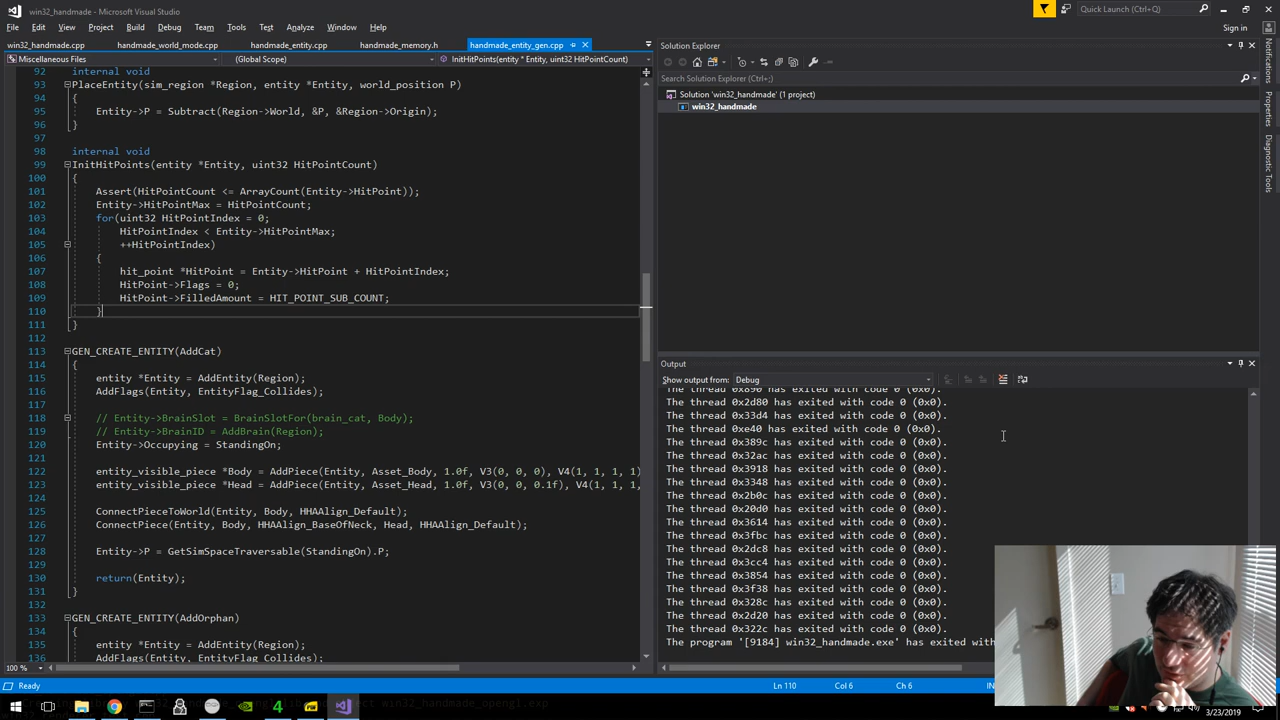 win32_handmade - Microsoft Visual Studio
Quick Launch (Ctrl+Q)
File Edit View Project Build Debug Team Tools Test Analyze Window Help
Sign in
win32_handmade.cpp handmade_world_mode.cpp handmade_entity.cpp handmade_memory.h handmade_entity_gen.cpp
Miscellaneous Files (Global Scope) InitHitPoints(entity * Entity, uint32 HitPointCount)
92 internal void
93 PlaceEntity(sim_region *Region, entity *Entity, world_position P)
94 {
95 Entity->P = Subtract(Region->World, &P, &Region->Origin);
96 }
97
98 internal void
99 InitHitPoints(entity *Entity, uint32 HitPointCount)
100 {
101 Assert(HitPointCount <= ArrayCount(Entity->HitPoint));
102 Entity->HitPointMax = HitPointCount;
103 for(uint32 HitPointIndex = 0;
104 HitPointIndex < Entity->HitPointMax;
105 ++HitPointIndex)
106 {
107 hit_point *HitPoint = Entity->HitPoint + HitPointIndex;
108 HitPoint->Flags = 0;
109 HitPoint->FilledAmount = HIT_POINT_SUB_COUNT;
110 }
111 }
112
113 GEN_CREATE_ENTITY(AddCat)
114 {
115 entity *Entity = AddEntity(Region);
116 AddFlags(Entity, EntityFlag_Collides);
117
118 // Entity->BrainSlot = BrainSlotFor(brain_cat, Body);
119 // Entity->BrainID = AddBrain(Region);
120 Entity->Occupying = StandingOn;
121
122 entity_visible_piece *Body = AddPiece(Entity, Asset_Body, 1.0f, V3(0, 0, 0), V4(1, 1, 1, 1)
123 entity_visible_piece *Head = AddPiece(Entity, Asset_Head, 1.0f, V3(0, 0, 0.1f), V4(1, 1, 1,
124
125 ConnectPieceToWorld(Entity, Body, HHAAlign_Default);
126 ConnectPiece(Entity, Body, HHAAlign_BaseOfNeck, Head, HHAAlign_Default);
127
128 Entity->P = GetSimSpaceTraversable(StandingOn).P;
129
130 return(Entity);
131 }
132
133 GEN_CREATE_ENTITY(AddOrphan)
134 {
135 entity *Entity = AddEntity(Region);
136 AddFlags(Entity, EntityFlag_Collides);
100 %
Solution Explorer
Search Solution Explorer (Ctrl+;)
Solution 'win32_handmade' (1 project)
win32_handmade
Output
Show output from: Debug
The thread 0x890 has exited with code 0 (0x0).
The thread 0x2d80 has exited with code 0 (0x0).
The thread 0x33d4 has exited with code 0 (0x0).
The thread 0xe40 has exited with code 0 (0x0).
The thread 0x389c has exited with code 0 (0x0).
The thread 0x32ac has exited with code 0 (0x0).
The thread 0x3918 has exited with code 0 (0x0).
The thread 0x3348 has exited with code 0 (0x0).
The thread 0x2b0c has exited with code 0 (0x0).
The thread 0x20d0 has exited with code 0 (0x0).
The thread 0x3614 has exited with code 0 (0x0).
The thread 0x3fbc has exited with code 0 (0x0).
The thread 0x2dc8 has exited with code 0 (0x0).
The thread 0x3cc4 has exited with code 0 (0x0).
The thread 0x3854 has exited with code 0 (0x0).
The thread 0x3f38 has exited with code 0 (0x0).
The thread 0x328c has exited with code 0 (0x0).
The thread 0x2d20 has exited with code 0 (0x0).
The thread 0x322c has exited with code 0 (0x0).
The program '[9184] win32_handmade.exe' has exited with
Notifications
Properties
Diagnostic Tools
Ready Ln 110 Col 6 Ch 6 IN
3/23/2019